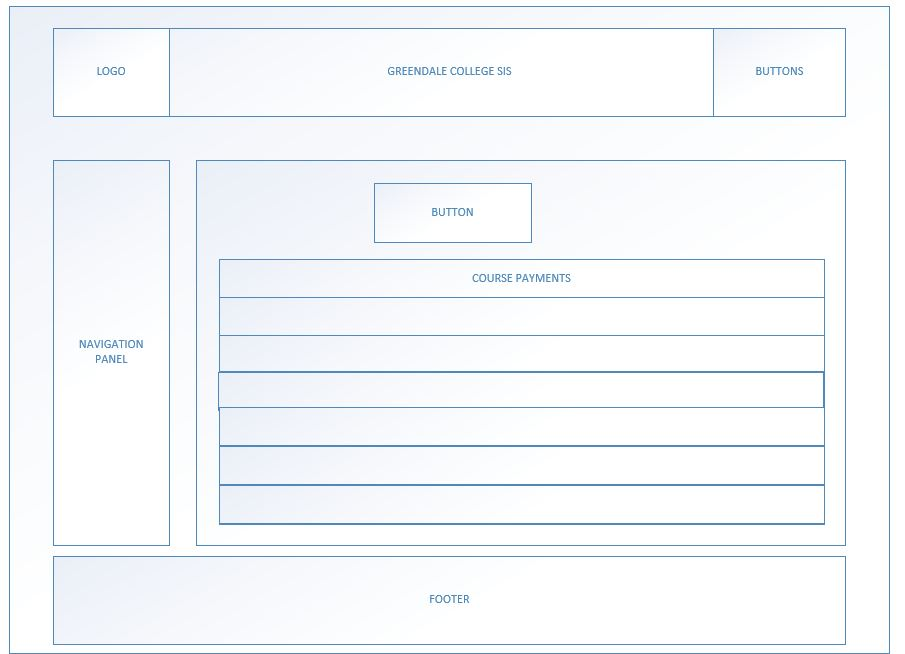 LOGO
GREENDALE COLLEGE SIS
BUTTONS
NAVIGATION
PANEL
BUTTON
COURSE PAYMENTS
FOOTER